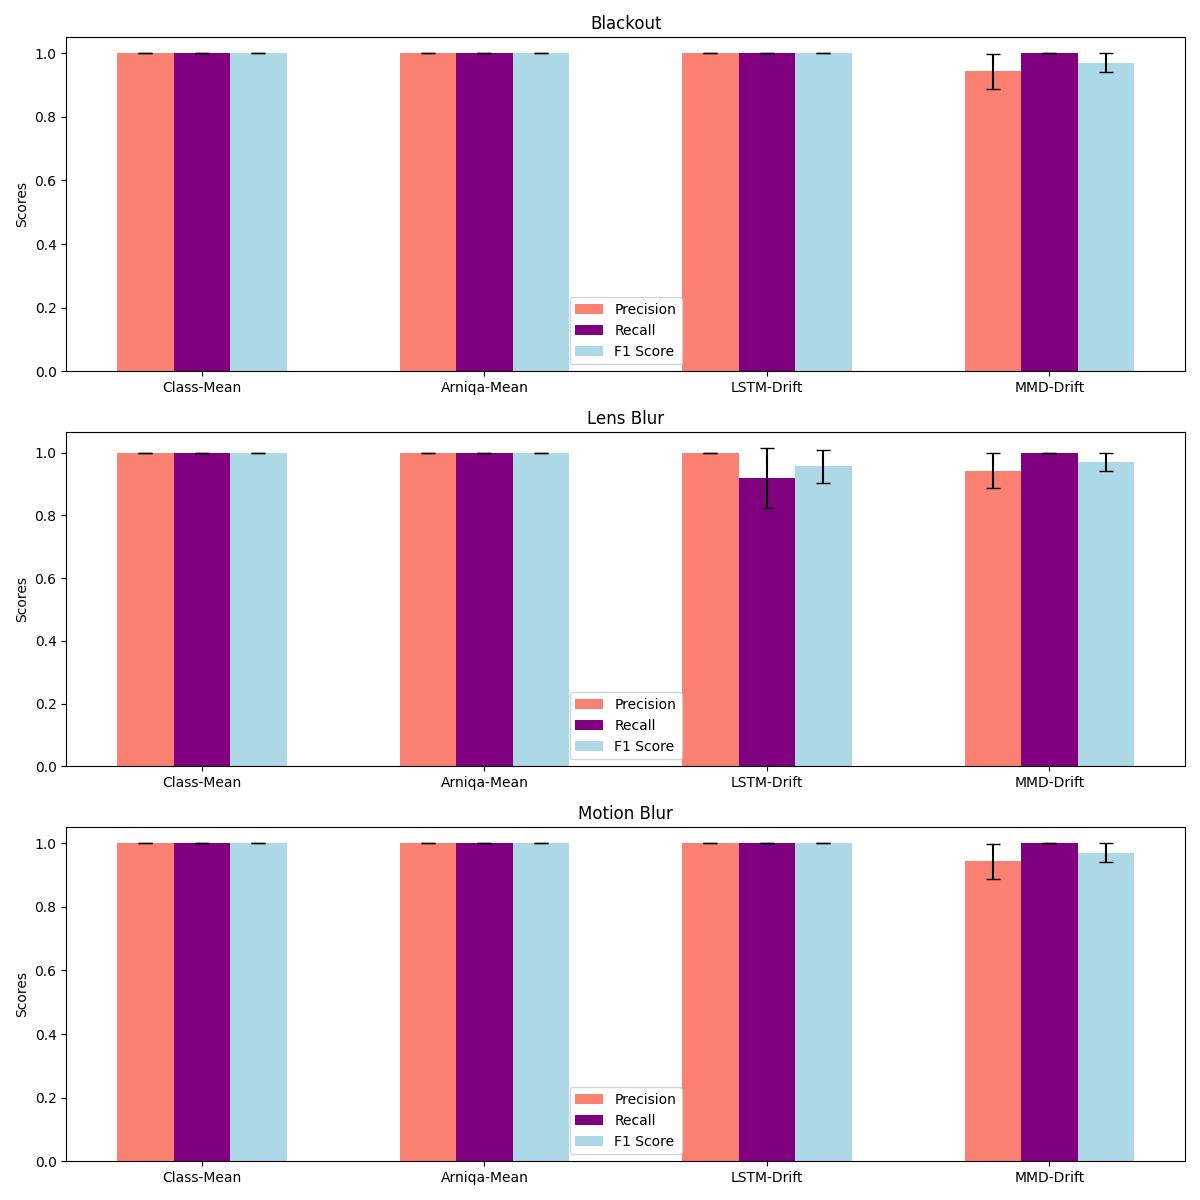 Blackout
1.0
0.8
0.6
0.4
0.2
0.0
Scores
Precision
Recall
F1 Score
Class-Mean
Arniqa-Mean
LSTM-Drift
MMD-Drift
Lens Blur
1.0
0.8
0.6
0.4
0.2
0.0
Scores
Precision
Recall
F1 Score
Class-Mean
Arniqa-Mean
LSTM-Drift
MMD-Drift
Motion Blur
1.0
0.8
0.6
0.4
0.2
0.0
Scores
Precision
Recall
F1 Score
Class-Mean
Arniqa-Mean
LSTM-Drift
MMD-Drift